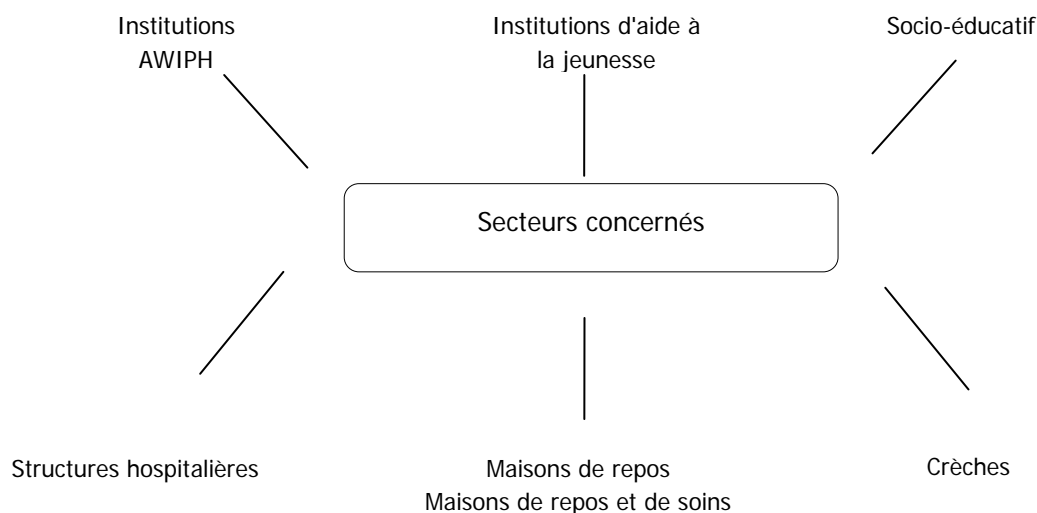 Institutions
AWIPH
Institutions d'aide à
la jeunesse
Socio-éducatif
Secteurs concernés
Structures hospitalières
Maisons de repos
Maisons de repos et de soins
Crèches